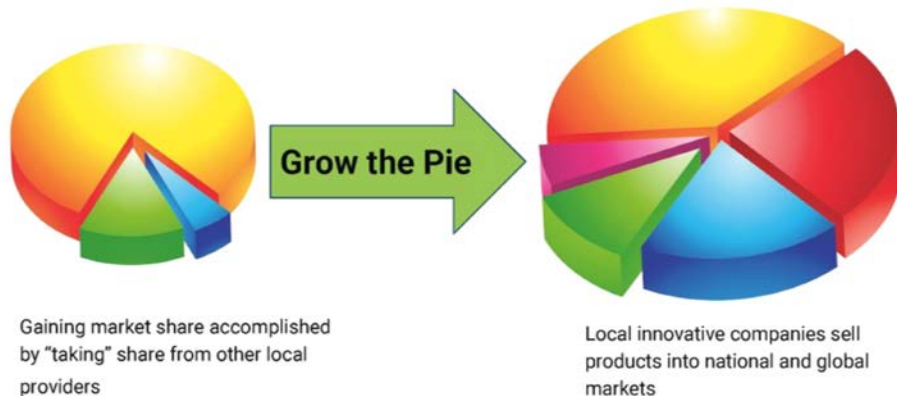 Grow the Pie
Gaining market share accomplished
by “taking” share from other local
providers
Local innovative companies sell
products into national and global
markets